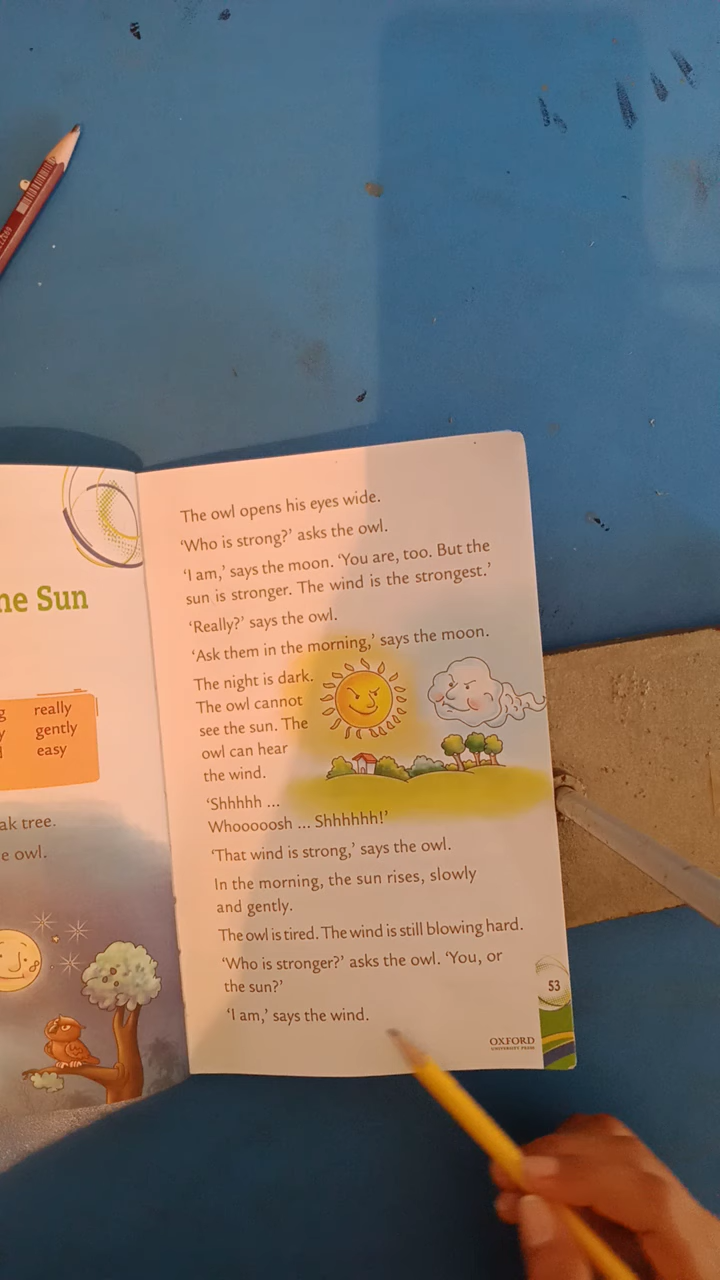 he Sun
really
gently
easy
ak tree.
e owl.
The owl opens his eyes wide.
‘Who is strong?’ asks the owl.
‘I am,’ says the moon. ‘You are, too. But the
sun is stronger. The wind is the strongest.’
‘Really?’ says the owl.
‘Ask them in the morning,’ says the moon.
The night is dark.
The owl cannot
see the sun. The
owl can hear
the wind.
‘Shhhhh ...
Whooooosh ... Shhhhhh!’
‘That wind is strong,’ says the owl.
In the morning, the sun rises, slowly
and gently.
The owl is tired. The wind is still blowing hard.
‘Who is stronger?’ asks the owl. ‘You, or
the sun?’
‘I am,’ says the wind.
53
OXFORD
UNIVERSITY PRESS